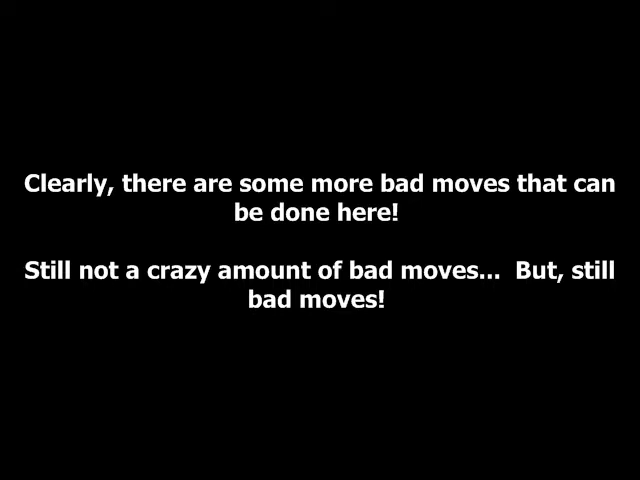 Clearly, there are some more bad moves that can
be done here!
Still not a crazy amount of bad moves...  But, still
bad moves!